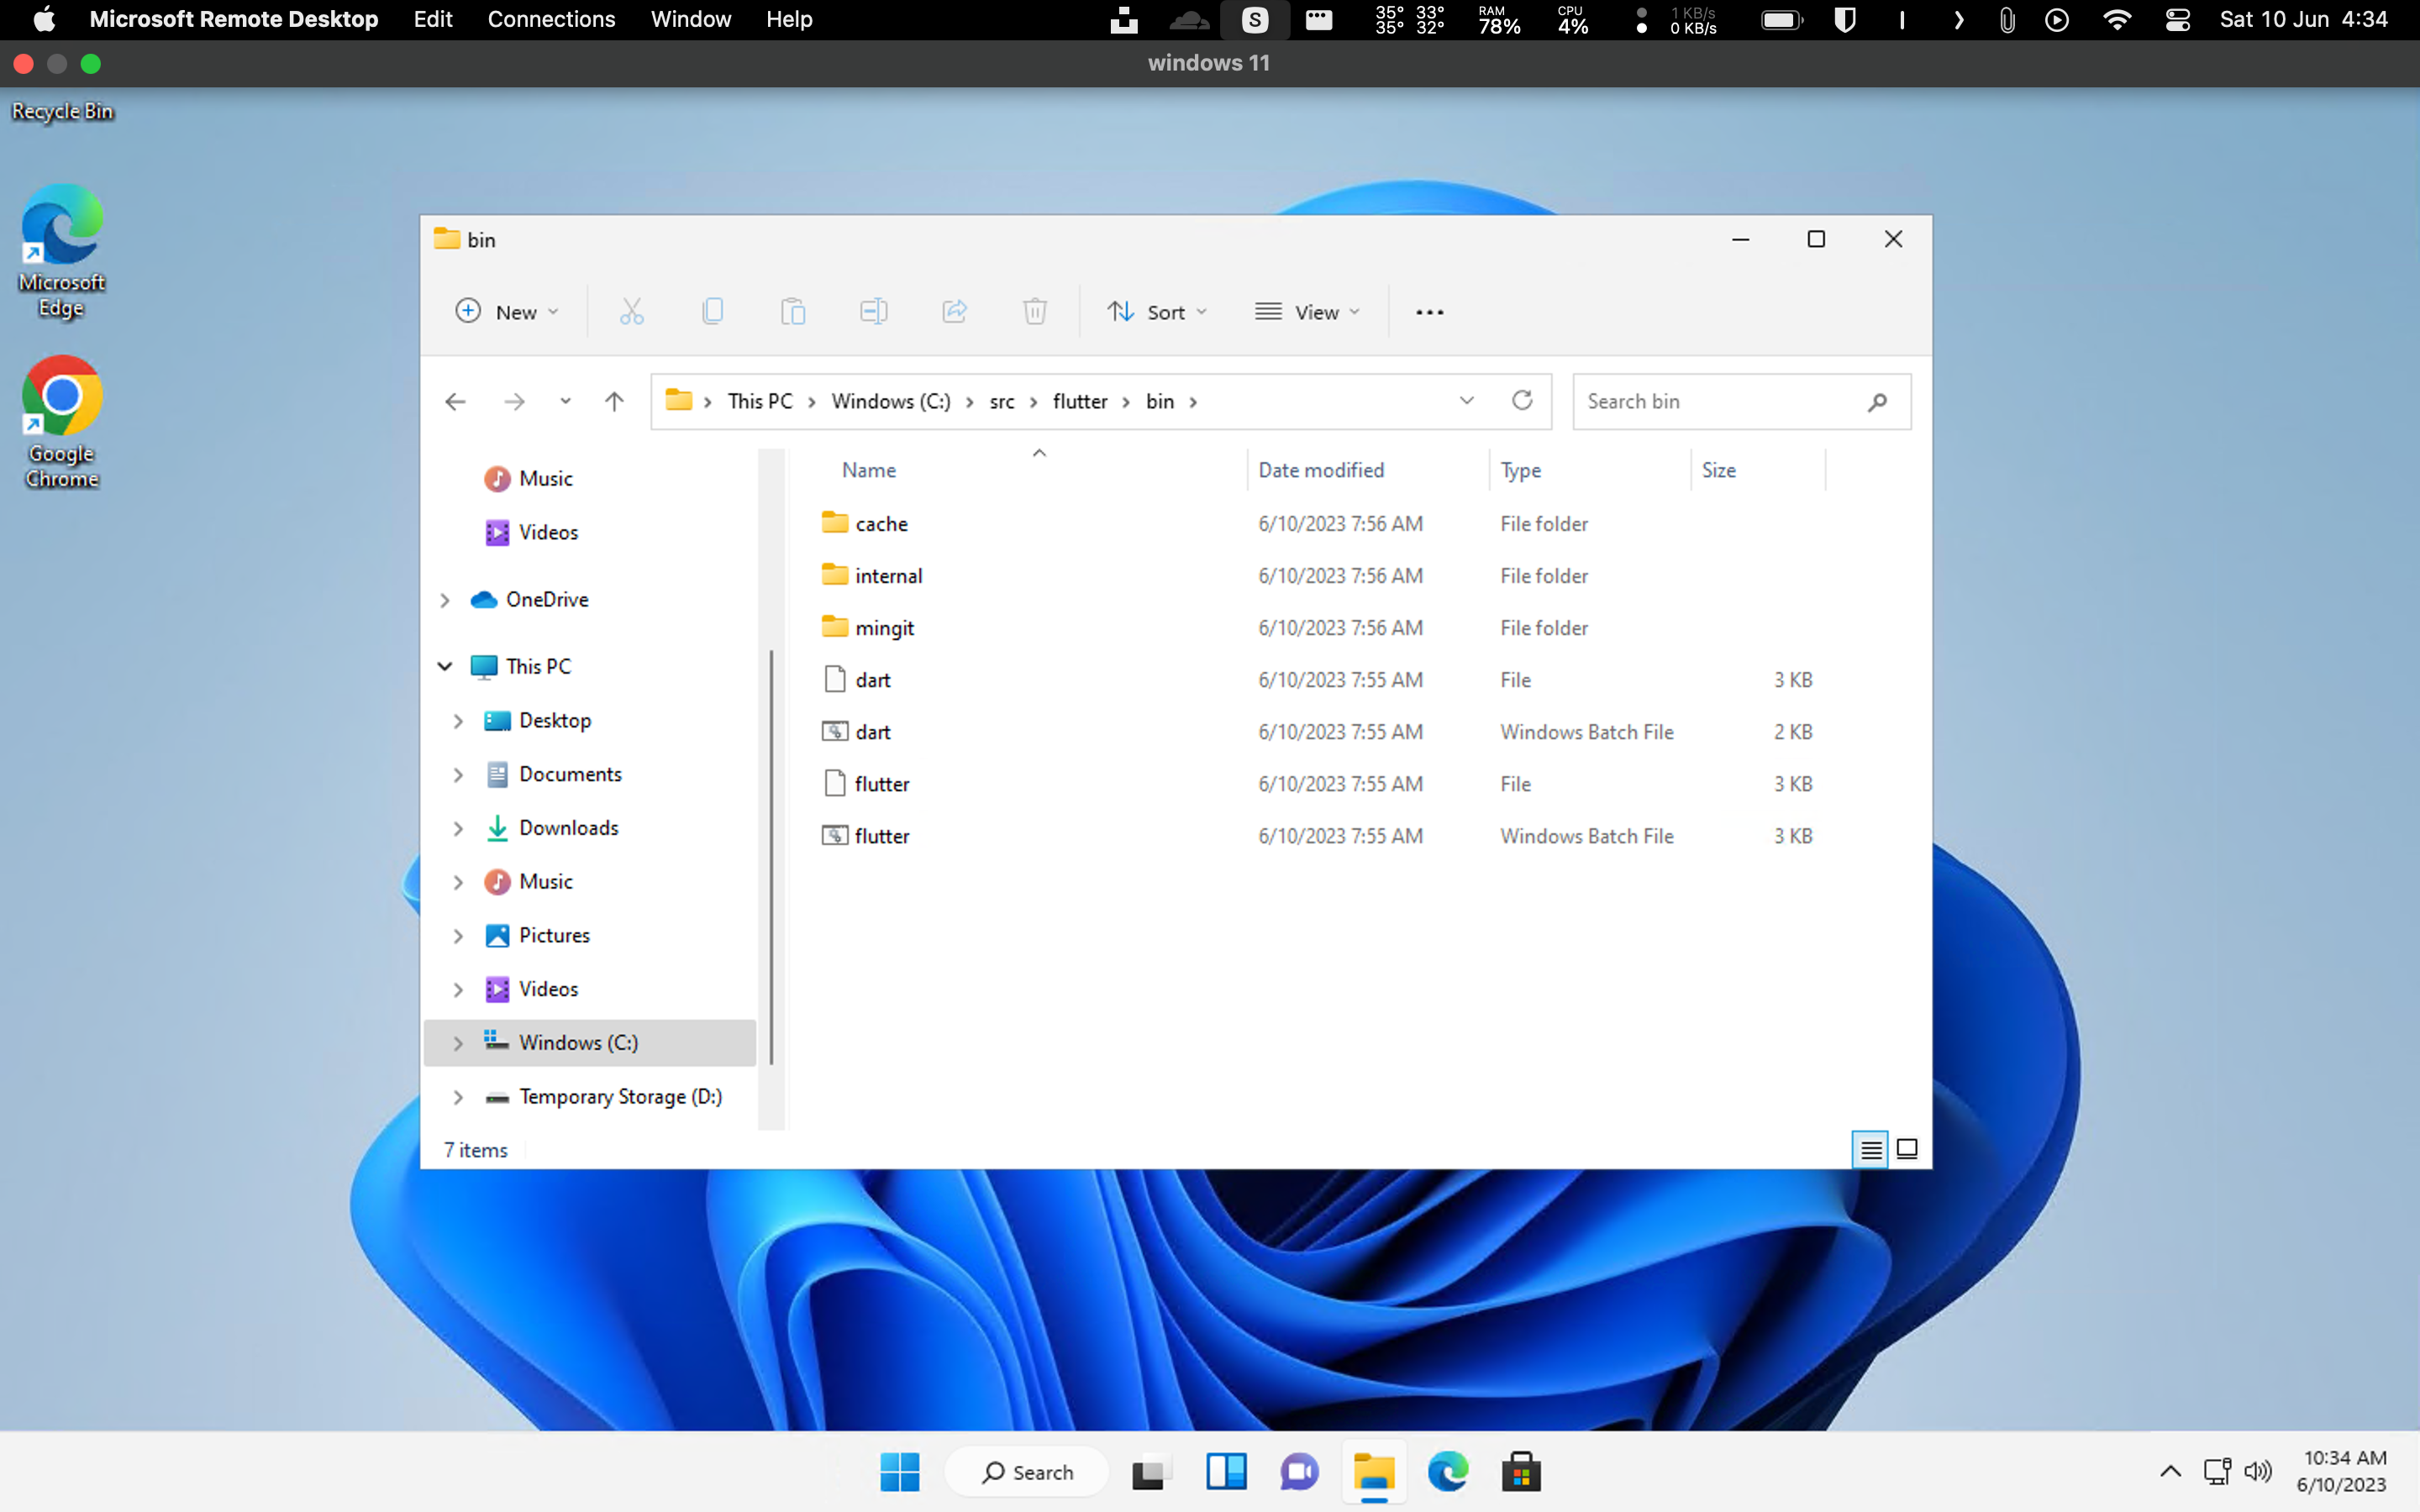 Microsoft Remote Desktop Edit Connections Window Help S 35° 33° RAM CPU 1 KB/s Sat 10 Jun 4:34
35° 32° 78% 4% 0 KB/s
windows 11
Recycle Bin
Microsoft
Edge
Google
Chrome
bin
New Sort View
This PC Windows (C:) src flutter bin Search bin
Name Date modified Type Size
Music
Videos
OneDrive
This PC
Desktop
Documents
Downloads
Music
Pictures
Videos
Windows (C:)
Temporary Storage (D:)
cache 6/10/2023 7:56 AM File folder
internal 6/10/2023 7:56 AM File folder
mingit 6/10/2023 7:56 AM File folder
dart 6/10/2023 7:55 AM File 3 KB
dart 6/10/2023 7:55 AM Windows Batch File 2 KB
flutter 6/10/2023 7:55 AM File 3 KB
flutter 6/10/2023 7:55 AM Windows Batch File 3 KB
7 items
Search
10:34 AM
6/10/2023